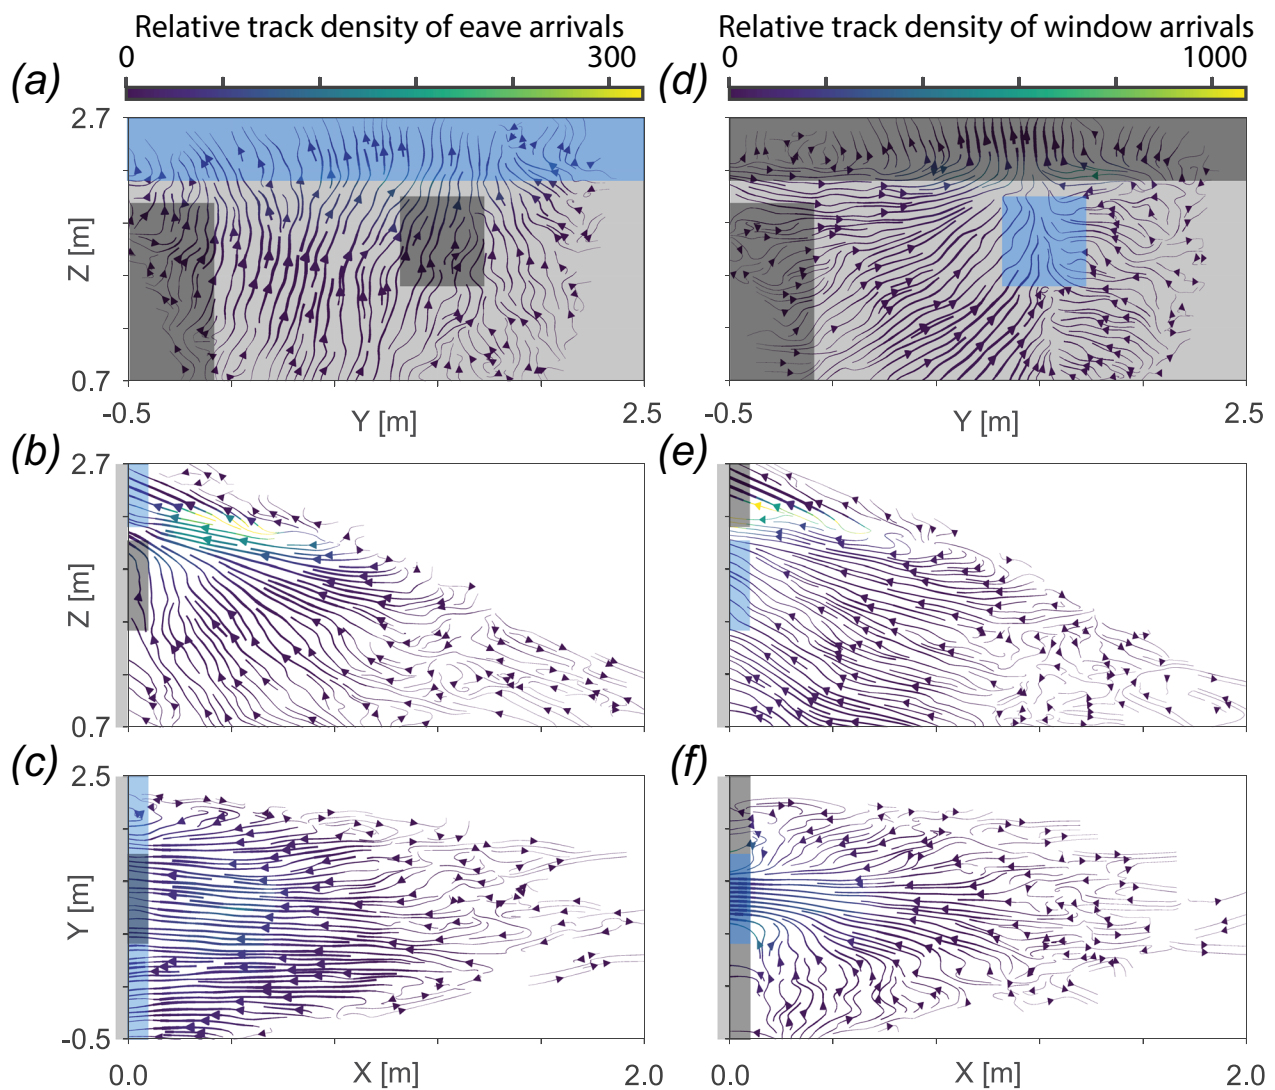 Relative track density of eave arrivals
Relative track density of window arrivals
0 300
0 1000
(a)
(d)
2.7
Z [m]
Z [m]
0.7
-0.5 Y [m] 2.5
-0.5 Y [m] 2.5
(b)
(e)
2.7
Z [m]
0.7
(c)
(f)
2.5
Y [m]
-0.5
0.0 X [m] 2.0
0.0 X [m] 2.0